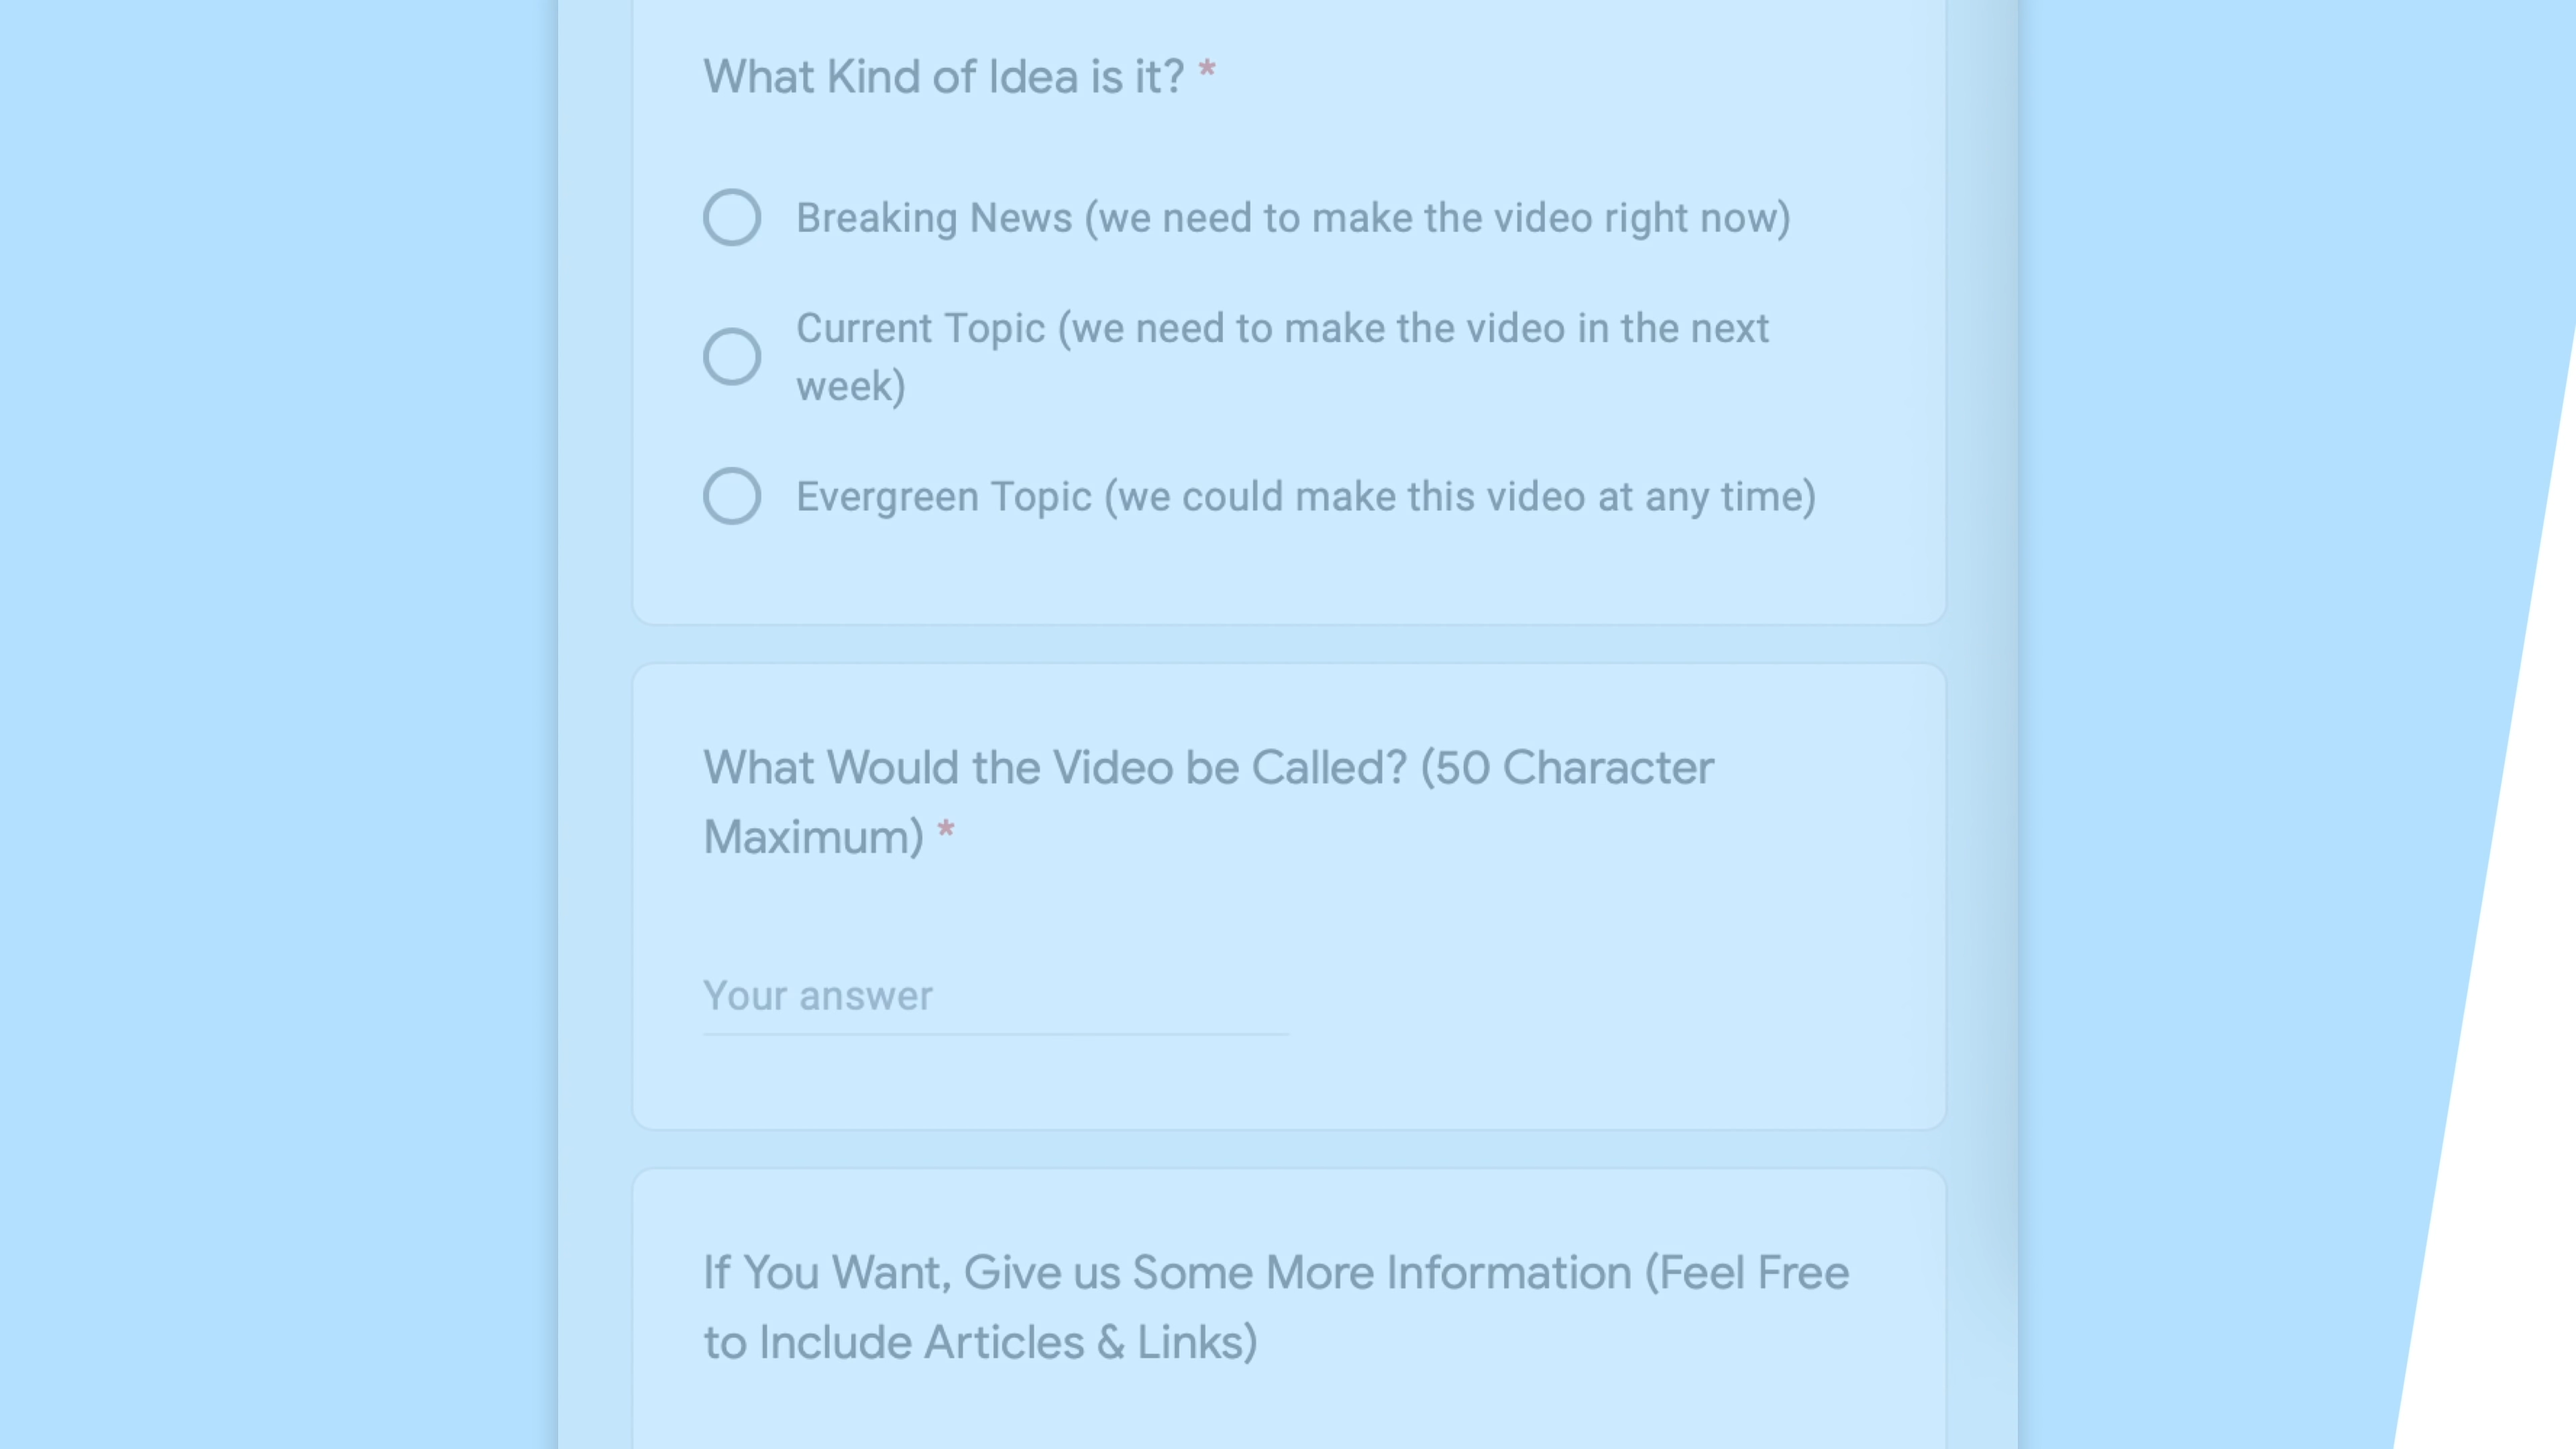 What Kind of Idea is it? *
Breaking News (we need to make the video right now)
Current Topic (we need to make the video in the next
week)
Evergreen Topic (we could make this video at any time)
What Would the Video be Called? (50 Character
Maximum) *
Your answer
If You Want, Give us Some More Information (Feel Free
to Include Articles & Links)